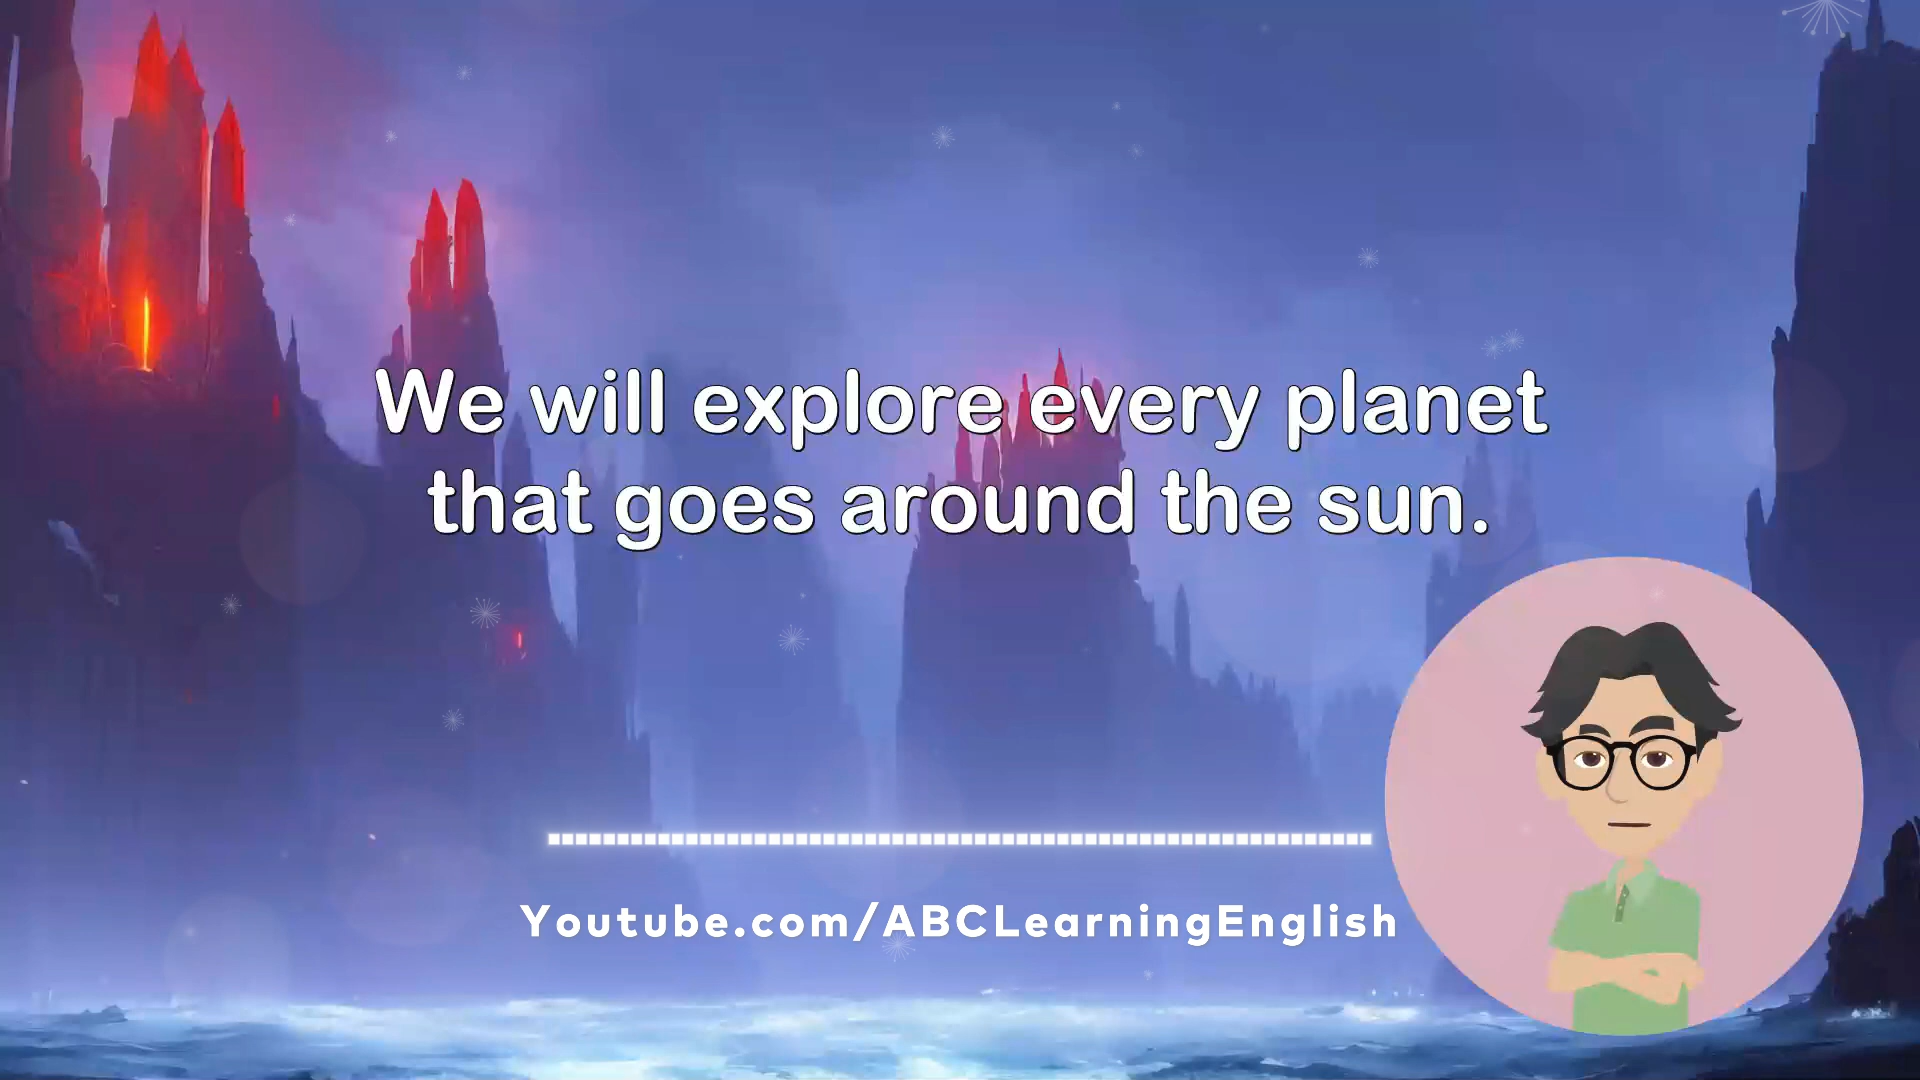 We will explore every planet
that goes around the sun.
Youtube.com/ABCLearningEnglish